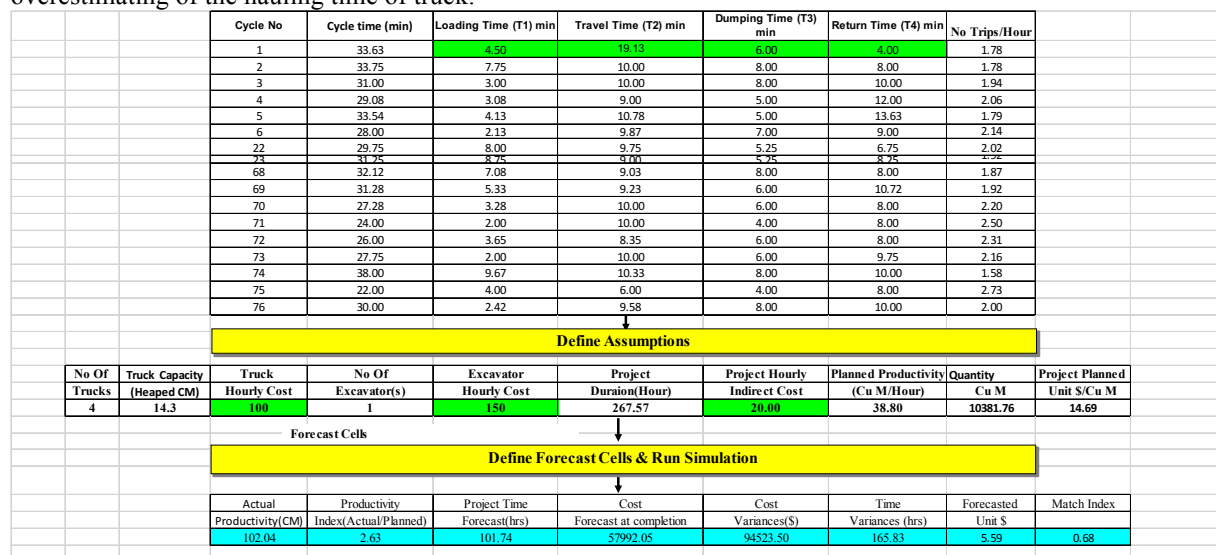 overestimating of the hauling time of truck.
Cycle No Cycle time (min) Loading Time (T1) min Travel Time (T2) min Dumping Time (T3) min Return Time (T4) min No Trips/Hour
1 33.63 4.50 19.13 6.00 4.00 1.78
2 33.75 7.75 10.00 8.00 8.00 1.78
3 31.00 3.00 10.00 8.00 10.00 1.94
4 29.08 3.08 9.00 5.00 12.00 2.06
5 33.54 4.13 10.78 5.00 13.63 1.79
6 28.00 2.13 9.87 7.00 9.00 2.14
22 29.75 8.00 9.75 5.25 6.75 2.02
23 31.25 8.75 9.00 5.25 8.25 1.92
68 32.12 7.08 9.03 8.00 8.00 1.87
69 31.28 5.33 9.23 6.00 10.72 1.92
70 27.28 3.28 10.00 6.00 8.00 2.20
71 24.00 2.00 10.00 4.00 8.00 2.50
72 26.00 3.65 8.35 6.00 8.00 2.31
73 27.75 2.00 10.00 6.00 9.75 2.16
74 38.00 9.67 10.33 8.00 10.00 1.58
75 22.00 4.00 6.00 4.00 8.00 2.73
76 30.00 2.42 9.58 8.00 10.00 2.00
Define Assumptions
No Of Truck Capacity Truck No Of Excavator Project Project Hourly Planned Productivity Quantity Project Planned
Trucks (Heaped CM) Hourly Cost Excavator(s) Hourly Cost Duraion(Hour) Indirect Cost (Cu M/Hour) Cu M Unit $/Cu M
4 14.3 100 1 150 267.57 20.00 38.80 10381.76 14.69
Forecast Cells
Define Forecast Cells & Run Simulation
Actual Productivity Project Time Cost Cost Time Forecasted Match Index
Productivity(CM) Index(Actual/Planned) Forecast(hrs) Forecast at completion Variances($) Variances (hrs) Unit $
102.04 2.63 101.74 57992.05 94523.50 165.83 5.59 0.68